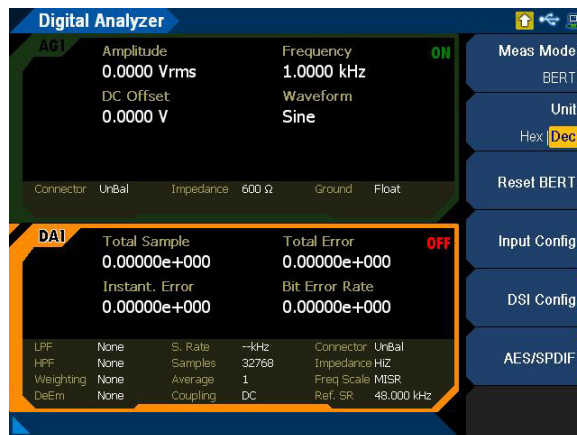 Digital Analyzer
AG1
ON
Amplitude Frequency
0.0000 Vrms 1.0000 kHz
DC Offset Waveform
0.0000 V Sine
Connector UnBal Impedance 600 Ω Ground Float
DAI
OFF
Total Sample Total Error
0.00000e+000 0.00000e+000
Instant. Error Bit Error Rate
0.00000e+000 0.00000e+000
LPF None S. Rate --kHz Connector UnBal
HPF None Samples 32768 Impedance HiZ
Weighting None Average 1 Freq Scale MISR
DeEm None Coupling DC Ref. SR 48.000 kHz
Meas Mode
BERT
Unit
Hex | Dec
Reset BERT
Input Config
DSI Config
AES/SPDIF